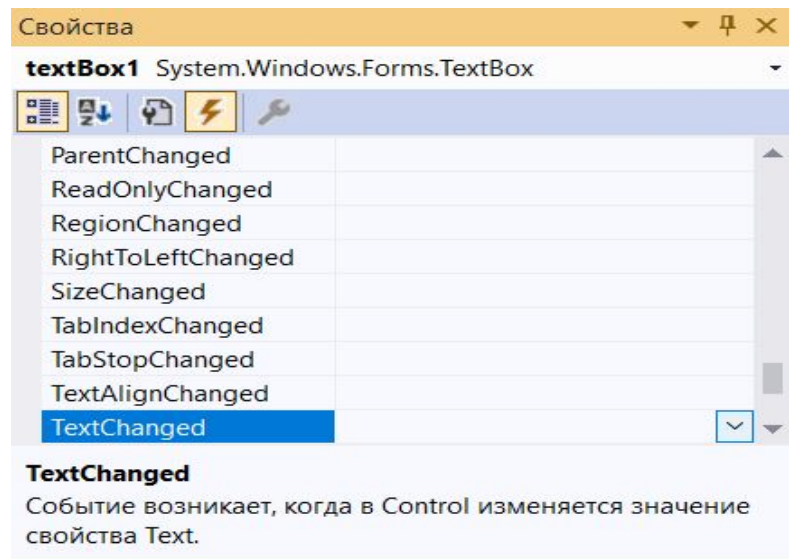 Свойства
textBox1 System.Windows.Forms.TextBox
ParentChanged
ReadOnlyChanged
RegionChanged
RightToLeftChanged
SizeChanged
TabIndexChanged
TabStopChanged
TextAlignChanged
TextChanged
TextChanged
Событие возникает, когда в Control изменяется значение
свойства Text.